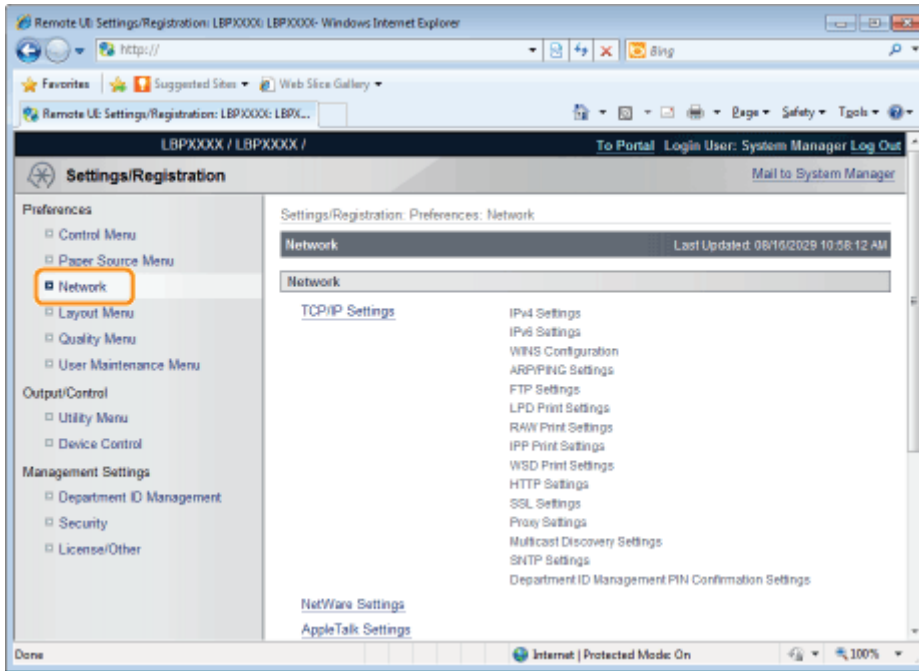 Remote UI: Settings/Registration: LBPXXXX: LBPXXXX- Windows Internet Explorer
http://
Bing
Favorites Suggested Sites Web Slice Gallery
Remote UI: Settings/Registration: LBPXXXX: LBPX...
Page Safety Tools
LBPXXXX / LBPXXXX /
To Portal Login User: System Manager Log Out
Settings/Registration
Mail to System Manager
Preferences
Control Menu
Paper Source Menu
Network
Layout Menu
Quality Menu
User Maintenance Menu
Output/Control
Utility Menu
Device Control
Management Settings
Department ID Management
Security
License/Other
Settings/Registration: Preferences: Network
Network Last Updated: 08/16/2029 10:58:12 AM
Network
TCP/IP Settings
IPv4 Settings
IPv6 Settings
WINS Configuration
ARP/PING Settings
FTP Settings
LPD Print Settings
RAW Print Settings
IPP Print Settings
WSD Print Settings
HTTP Settings
SSL Settings
Proxy Settings
Multicast Discovery Settings
SNTP Settings
Department ID Management PIN Confirmation Settings
NetWare Settings
AppleTalk Settings
Done
Internet | Protected Mode: On
100%